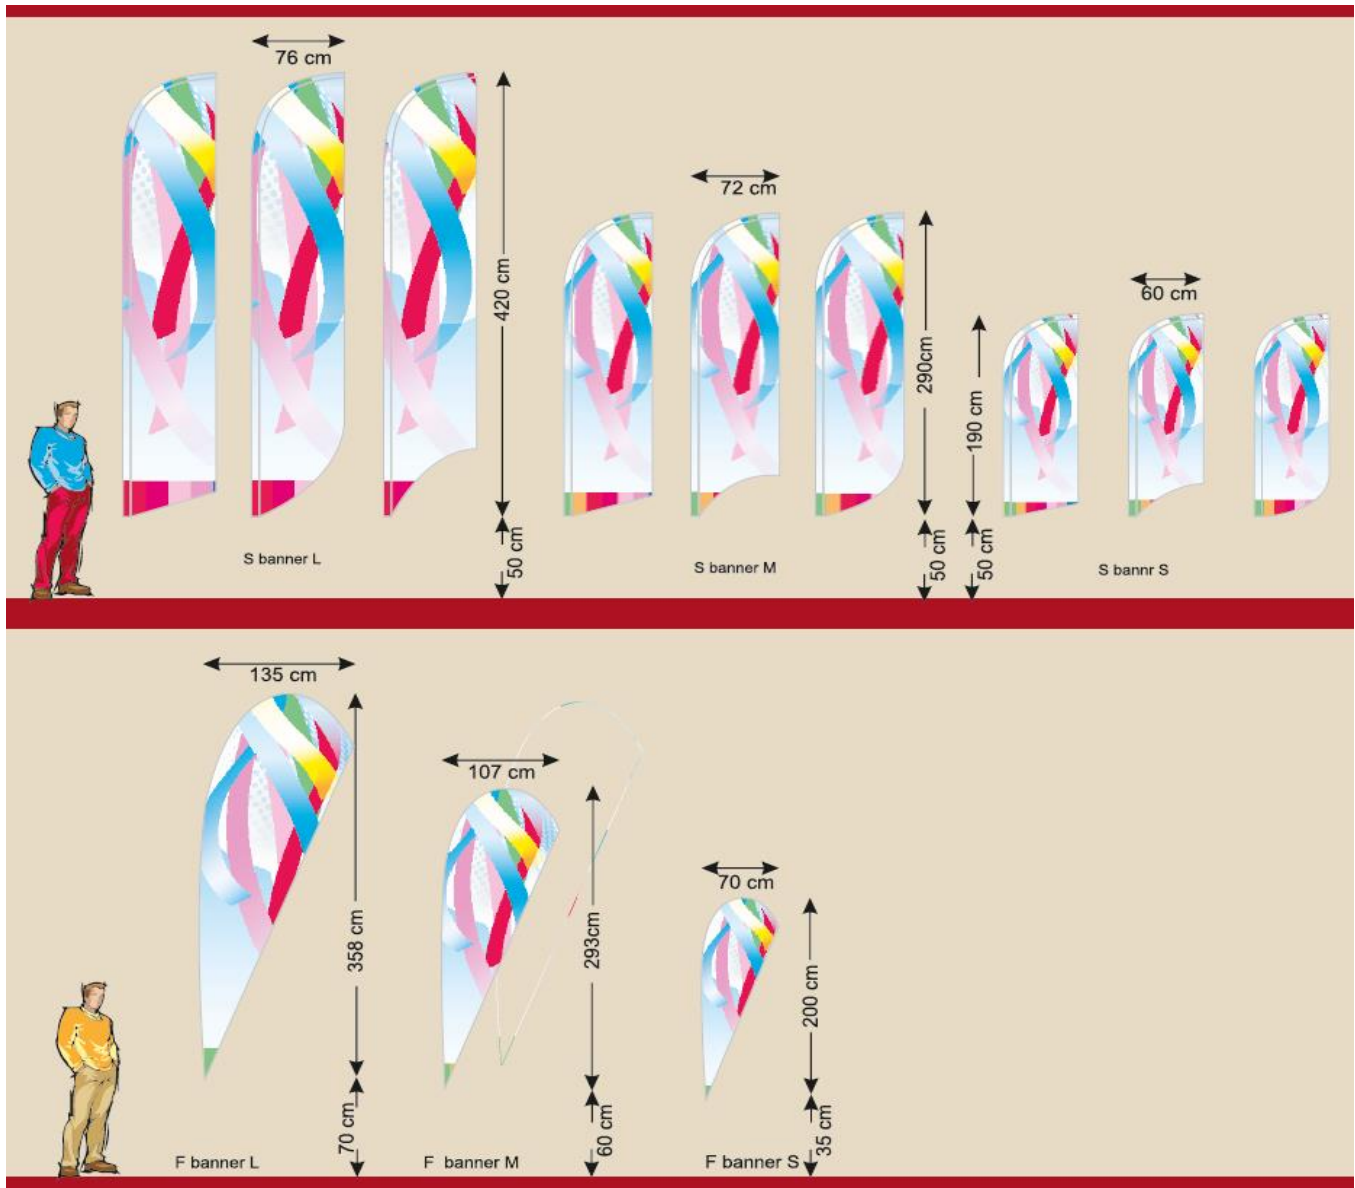 76 cm
420 cm
50 cm
S banner L
72 cm
290cm
50 cm
S banner M
60 cm
190 cm
50 cm
S bannr S
135 cm
358 cm
70 cm
F banner L
107 cm
293cm
60 cm
F banner M
70 cm
200 cm
35 cm
F banner S